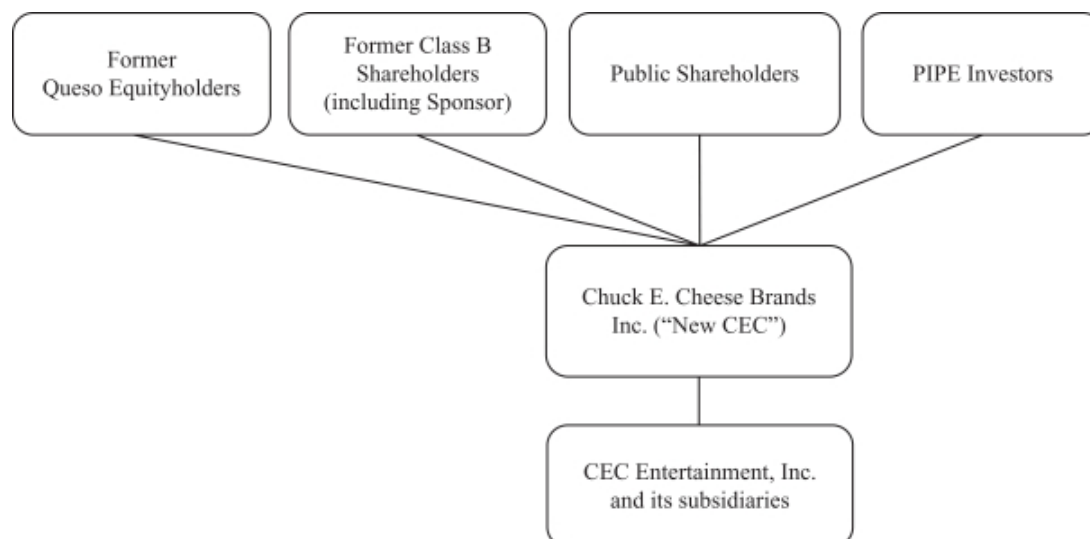 Former
Queso Equityholders
Former Class B
Shareholders
(including Sponsor)
Public Shareholders
PIPE Investors
Chuck E. Cheese Brands
Inc. (“New CEC”)
CEC Entertainment, Inc.
and its subsidiaries